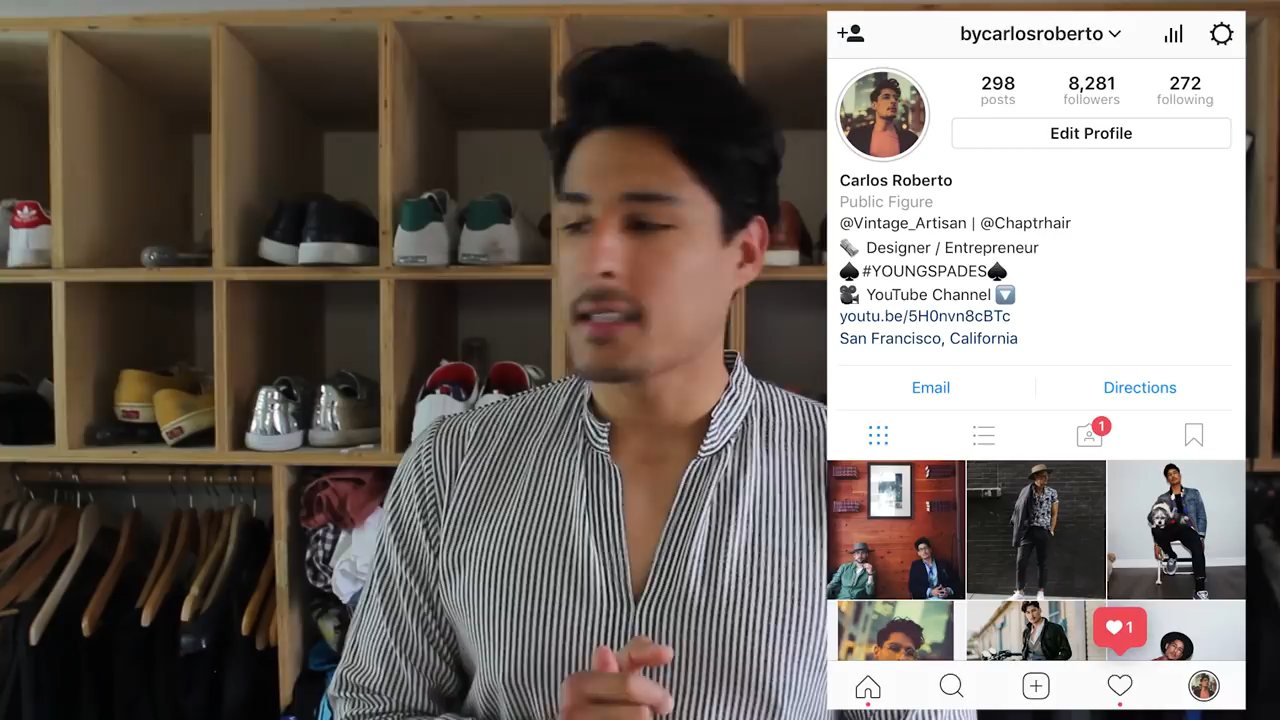 bycarlosroberto
298 8,281 272
posts followers following
Edit Profile
Carlos Roberto
Public Figure
@Vintage_Artisan | @Chaptrhair
Designer / Entrepreneur
♠️#YOUNGSPADES♠️
YouTube Channel
youtu.be/5H0nvn8cBTc
San Francisco, California
Email Directions
1
1